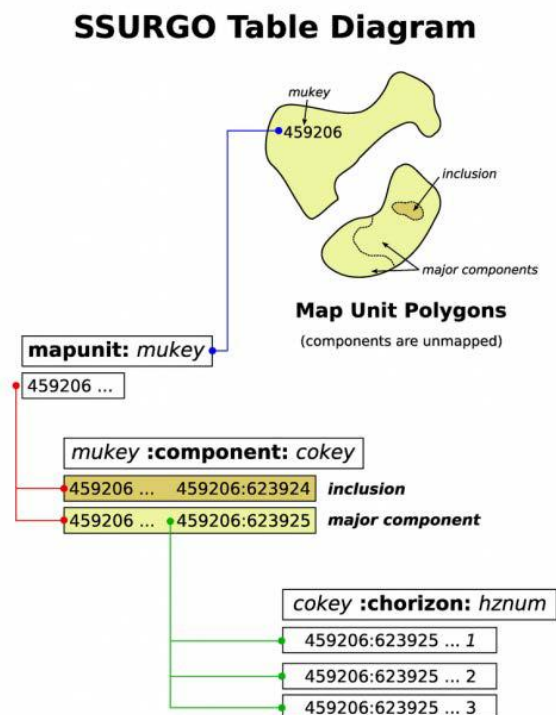 SSURGO Table Diagram
mukey
459206
inclusion
major components
Map Unit Polygons
(components are unmapped)
mapunit: mukey
459206 ...
mukey :component: cokey
459206 ... 459206:623924 inclusion
459206 ... 459206:623925 major component
cokey :chorizon: hznum
459206:623925 ... 1
459206:623925 ... 2
459206:623925 ... 3